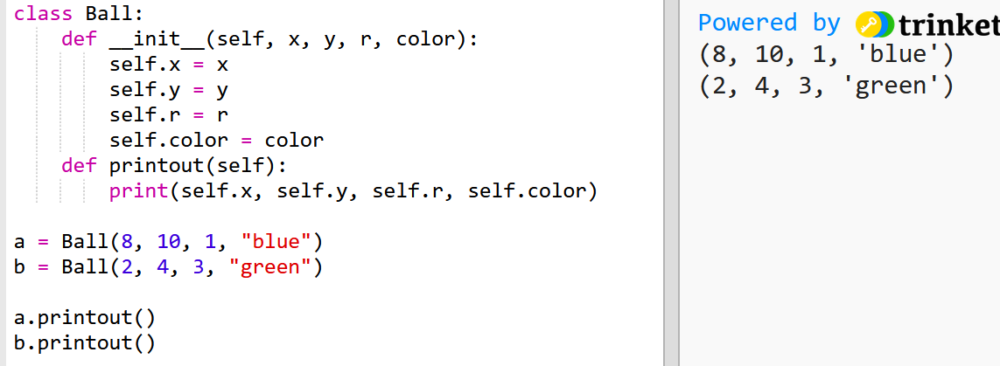 class Ball:
    def __init__(self, x, y, r, color):
        self.x = x
        self.y = y
        self.r = r
        self.color = color
    def printout(self):
        print(self.x, self.y, self.r, self.color)

a = Ball(8, 10, 1, "blue")
b = Ball(2, 4, 3, "green")

a.printout()
b.printout()
Powered by trinket
(8, 10, 1, 'blue')
(2, 4, 3, 'green')